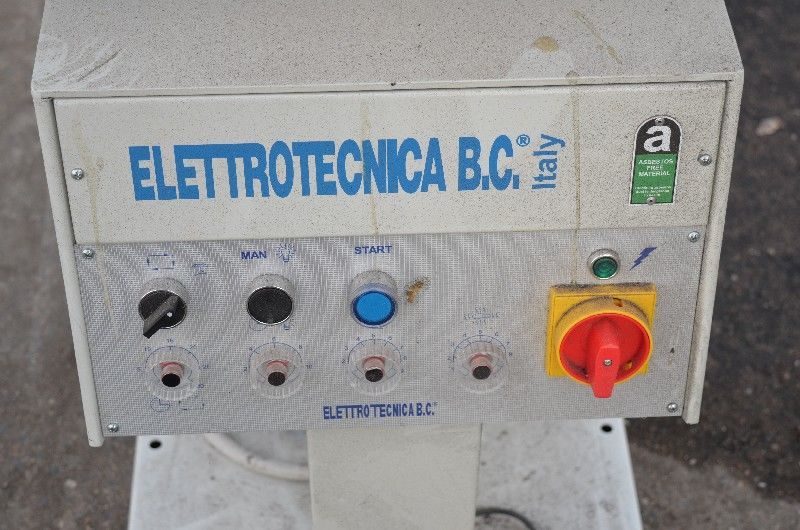 ELETTROTECNICA B.C.®
Italy
a
ASBESTOS
FREE
MATERIAL
MAN
START
ELETTROTECNICA B.C.®